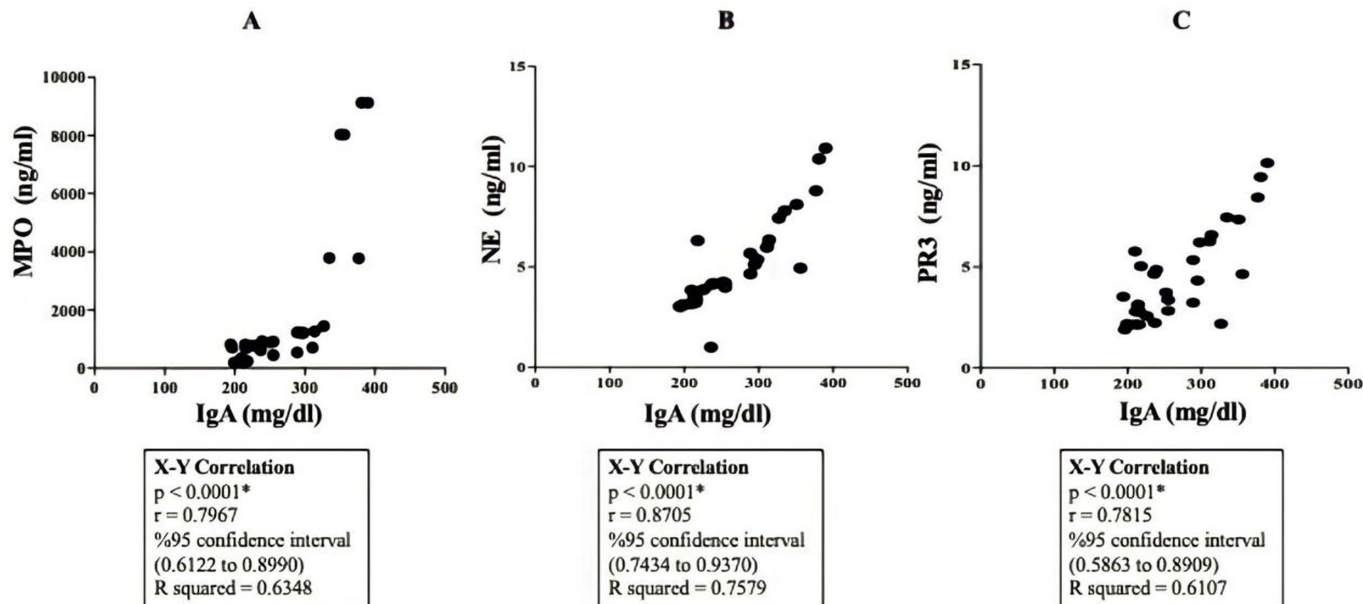 A
MPO (ng/ml)
10000
8000
6000
4000
2000
0
0 100 200 300 400 500
IgA (mg/dl)
X-Y Correlation
p < 0.0001*
r = 0.7967
%95 confidence interval
(0.6122 to 0.8990)
R squared = 0.6348
B
NE (ng/ml)
15
10
5
0
0 100 200 300 400 500
IgA (mg/dl)
X-Y Correlation
p < 0.0001*
r = 0.8705
%95 confidence interval
(0.7434 to 0.9370)
R squared = 0.7579
C
PR3 (ng/ml)
15
10
5
0
0 100 200 300 400 500
IgA (mg/dl)
X-Y Correlation
p < 0.0001*
r = 0.7815
%95 confidence interval
(0.5863 to 0.8909)
R squared = 0.6107